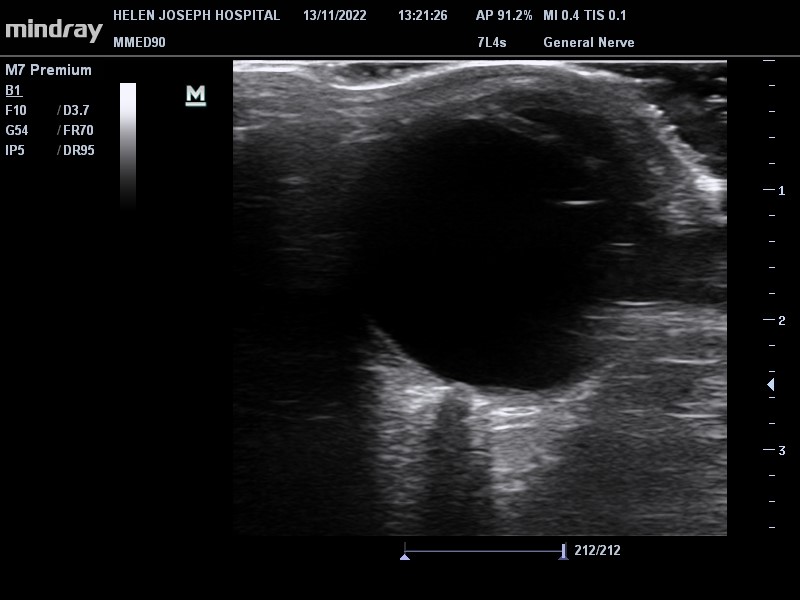 mindray
HELEN JOSEPH HOSPITAL 13/11/2022 13:21:26 AP 91.2% MI 0.4 TIS 0.1
MMED90 7L4s General Nerve
M7 Premium
B1
F10 / D3.7
G54 / FR70
IP5 / DR95
M
1
2
3
212/212